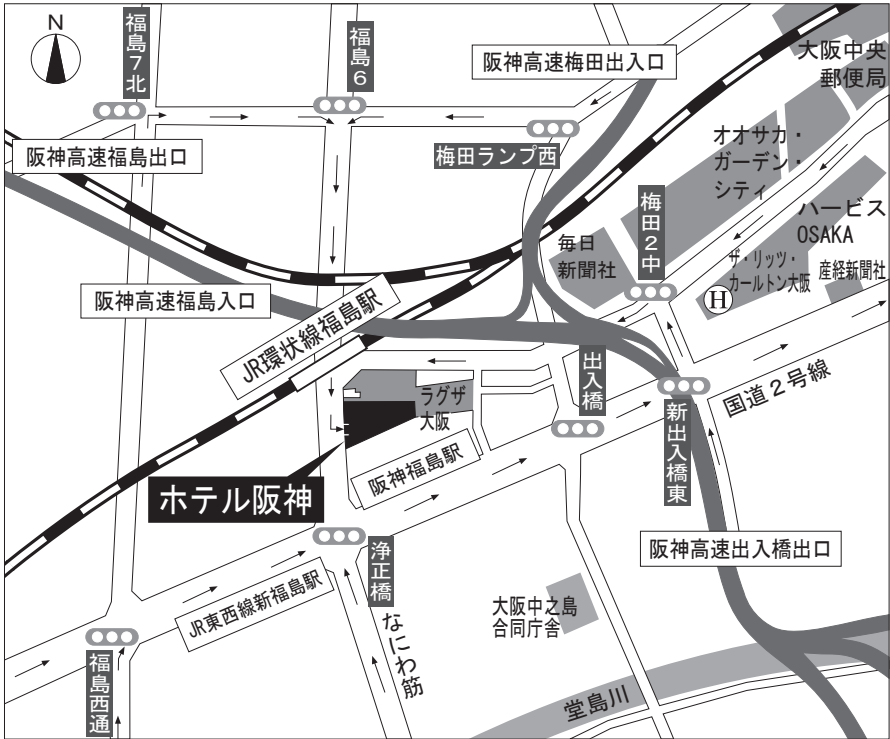 N
福島7北
福島6
阪神高速梅田出入口
大阪中央
郵便局
阪神高速福島出口
梅田ランプ西
オオサカ・
ガーデン・
シティ
梅田2中
ハービス
OSAKA
毎日
新聞社
ザ・リッツ・
カールトン大阪
産経新聞社
H
阪神高速福島入口
JR環状線福島駅
出入橋
国道2号線
ラグザ
大阪
新出入橋東
阪神福島駅
ホテル阪神
浄正橋
阪神高速出入橋出口
JR東西線新福島駅
大阪中之島
合同庁舎
なにわ筋
福島西通
堂島川